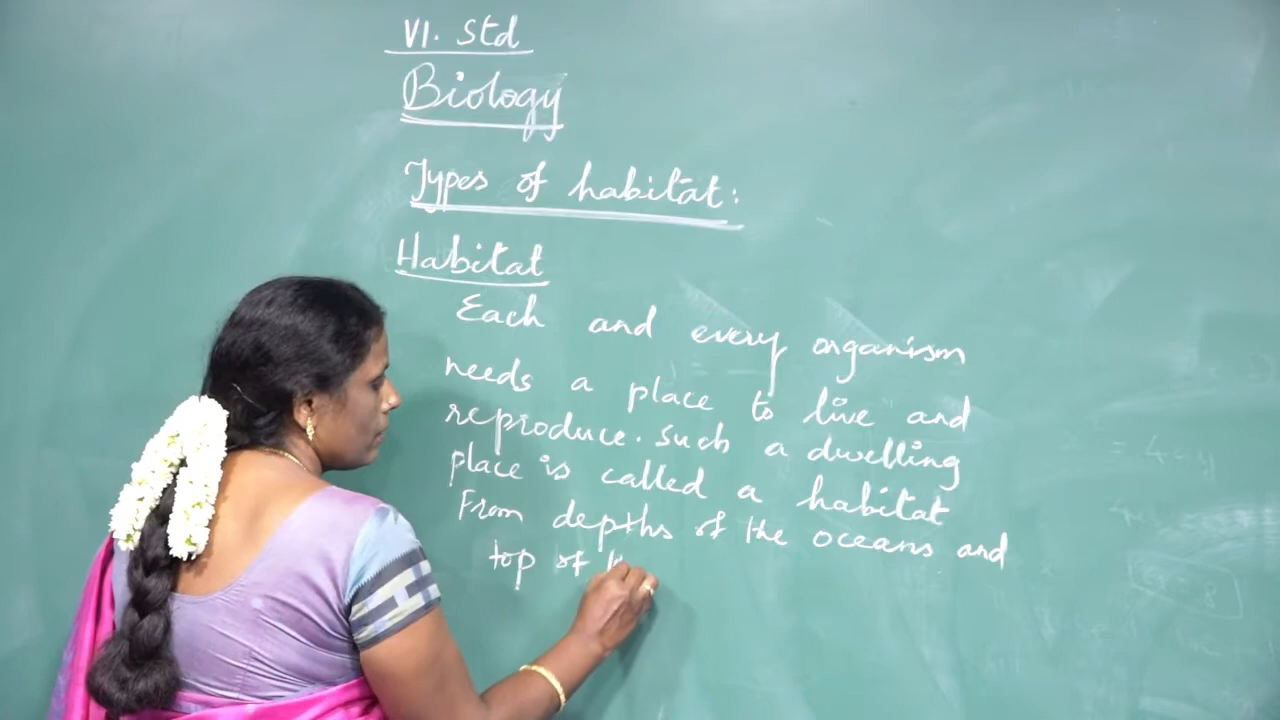 VI. Std
Biology
Types of habitat:
Habitat
Each and every organism
needs a place to live and
reproduce. such a dwelling
place is called a habitat
From depths of the oceans and
top of